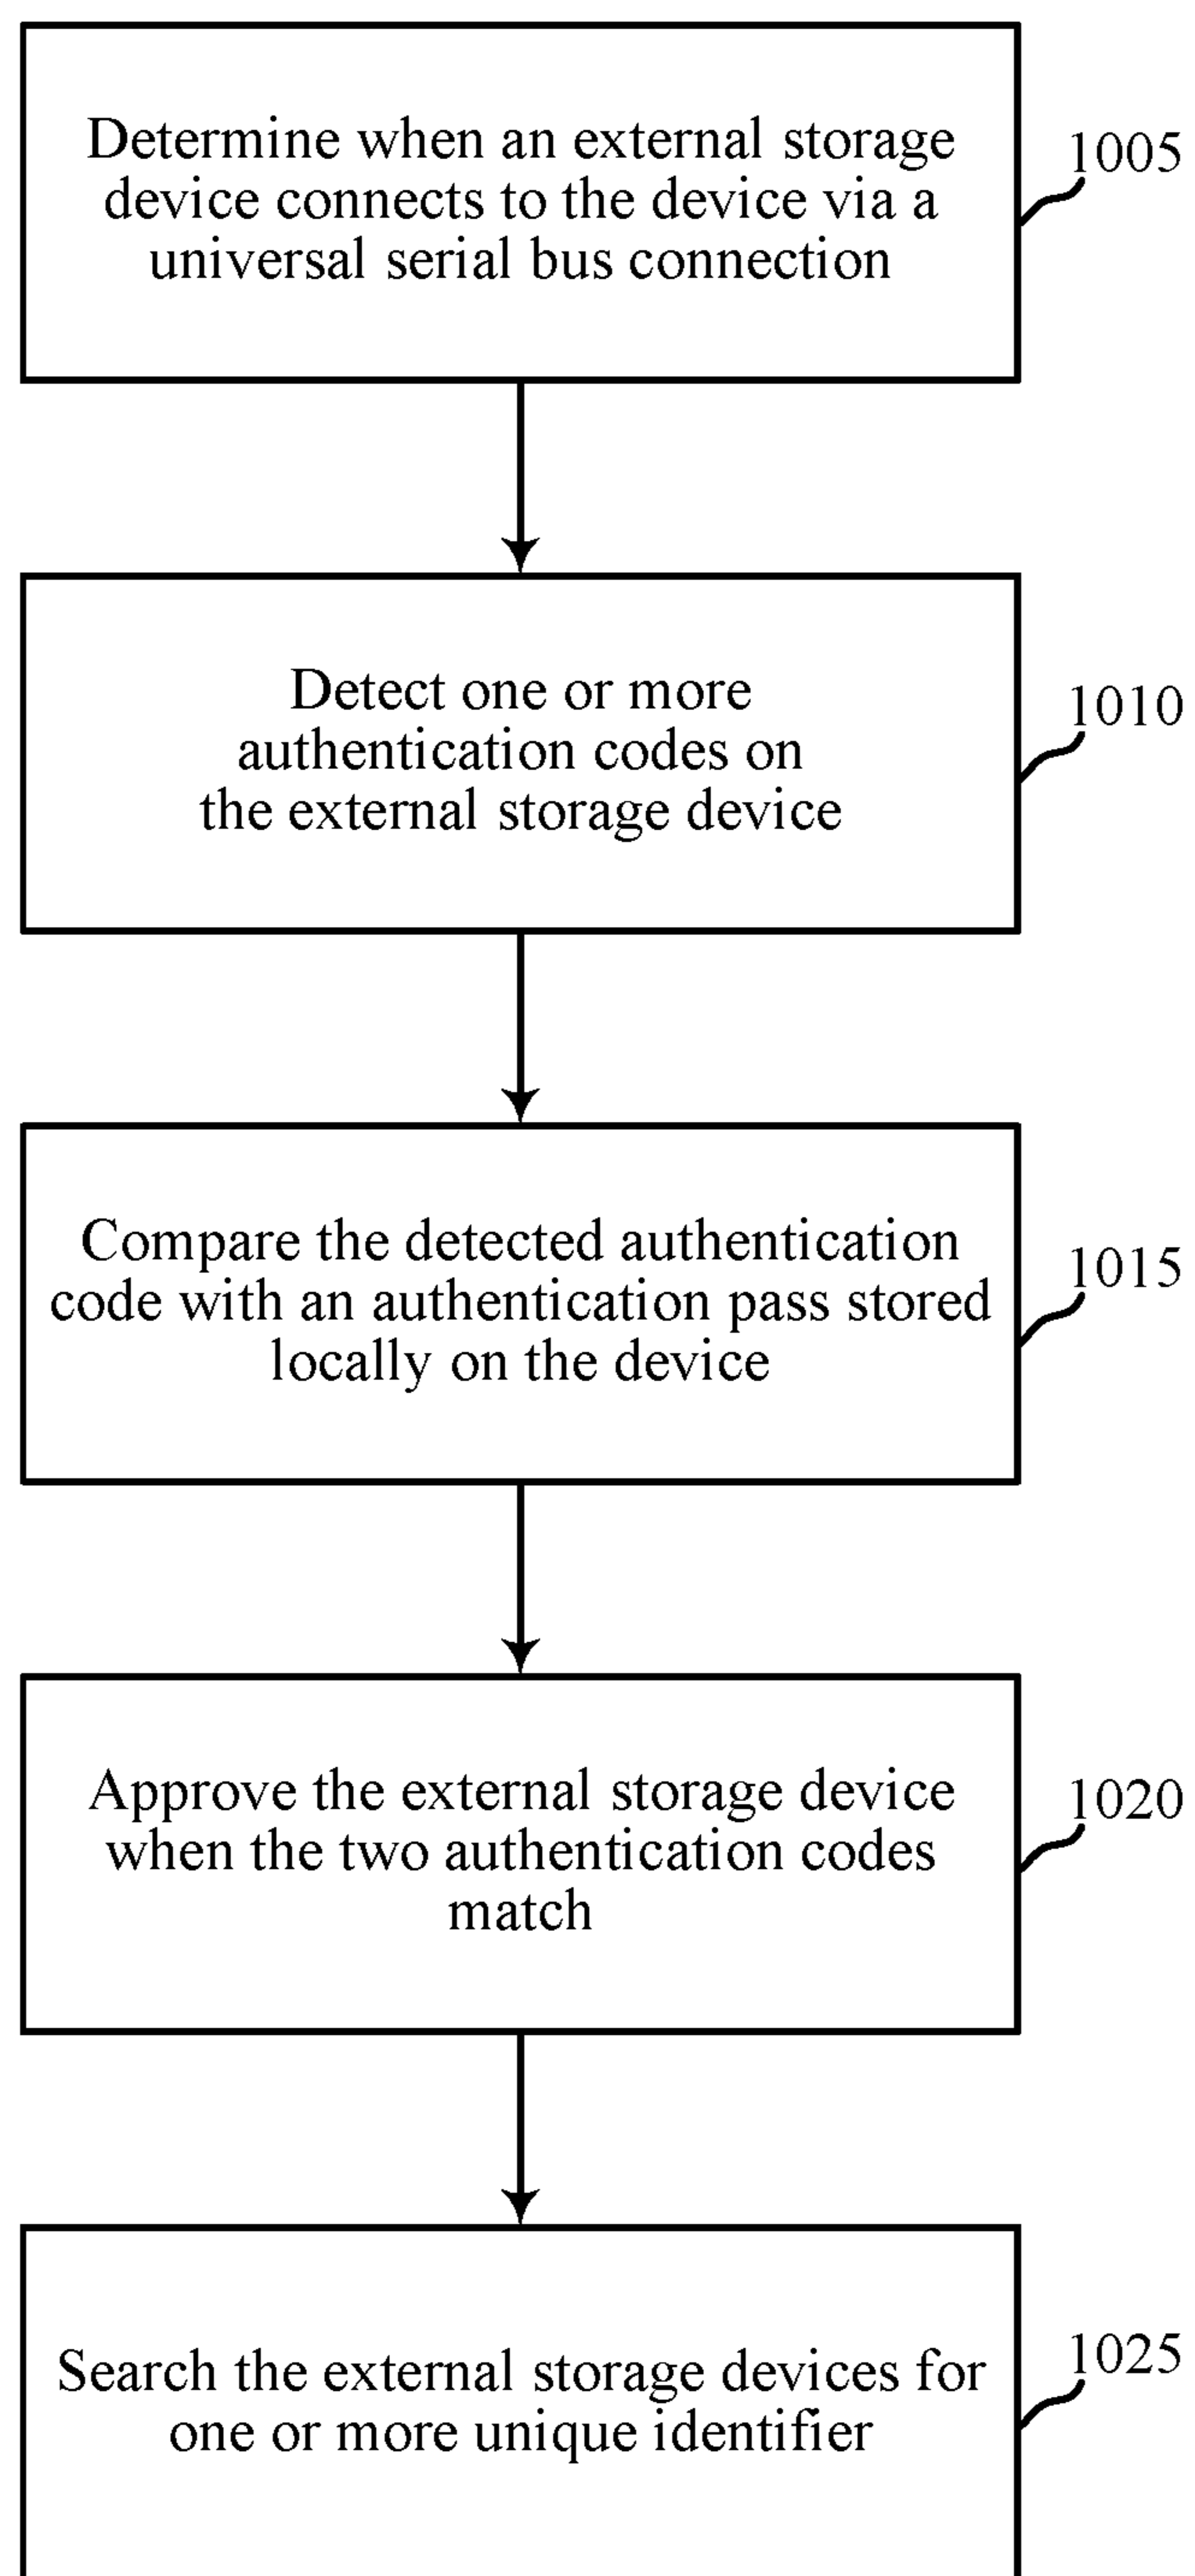 Determine when an external storage
device connects to the device via a
universal serial bus connection
1005
Detect one or more
authentication codes on
the external storage device
1010
Compare the detected authentication
code with an authentication pass stored
locally on the device
1015
Approve the external storage device
when the two authentication codes
match
1020
Search the external storage devices for
one or more unique identifier
1025